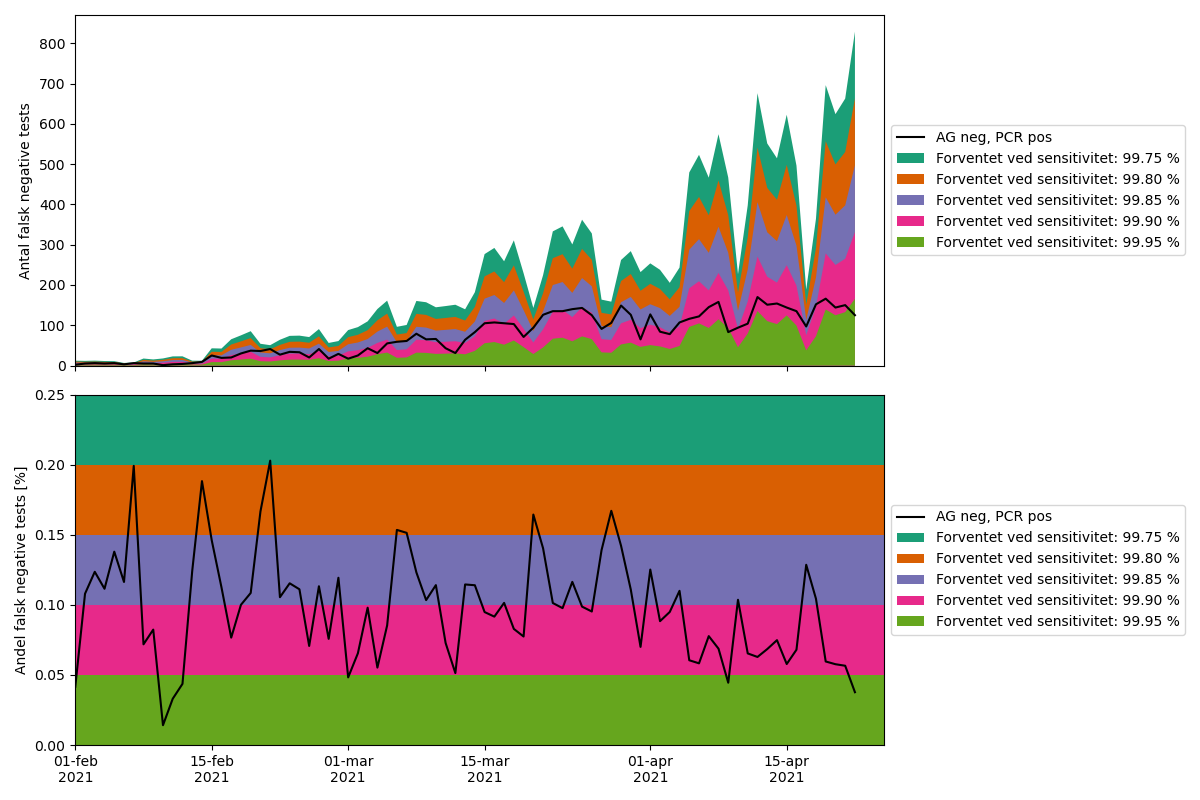 Antal falsk negative tests
800
700
600
500
400
300
200
100
0
AG neg, PCR pos
Forventet ved sensitivitet: 99.75 %
Forventet ved sensitivitet: 99.80 %
Forventet ved sensitivitet: 99.85 %
Forventet ved sensitivitet: 99.90 %
Forventet ved sensitivitet: 99.95 %
Andel falsk negative tests [%]
0.25
0.20
0.15
0.10
0.05
0.00
01-feb
2021
15-feb
2021
01-mar
2021
15-mar
2021
01-apr
2021
15-apr
2021
AG neg, PCR pos
Forventet ved sensitivitet: 99.75 %
Forventet ved sensitivitet: 99.80 %
Forventet ved sensitivitet: 99.85 %
Forventet ved sensitivitet: 99.90 %
Forventet ved sensitivitet: 99.95 %